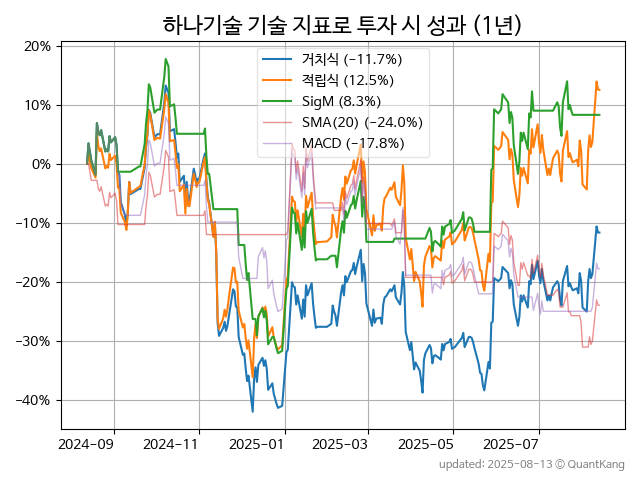 하나기술 기술 지표로 투자 시 성과 (1년)
거치식 (−11.7%)
적립식 (12.5%)
SigM (8.3%)
SMA(20) (−24.0%)
MACD (−17.8%)
20%
10%
0%
−10%
−20%
−30%
−40%
2024-09 2024-11 2025-01 2025-03 2025-05 2025-07
updated: 2025-08-13 ⓒ QuantKang